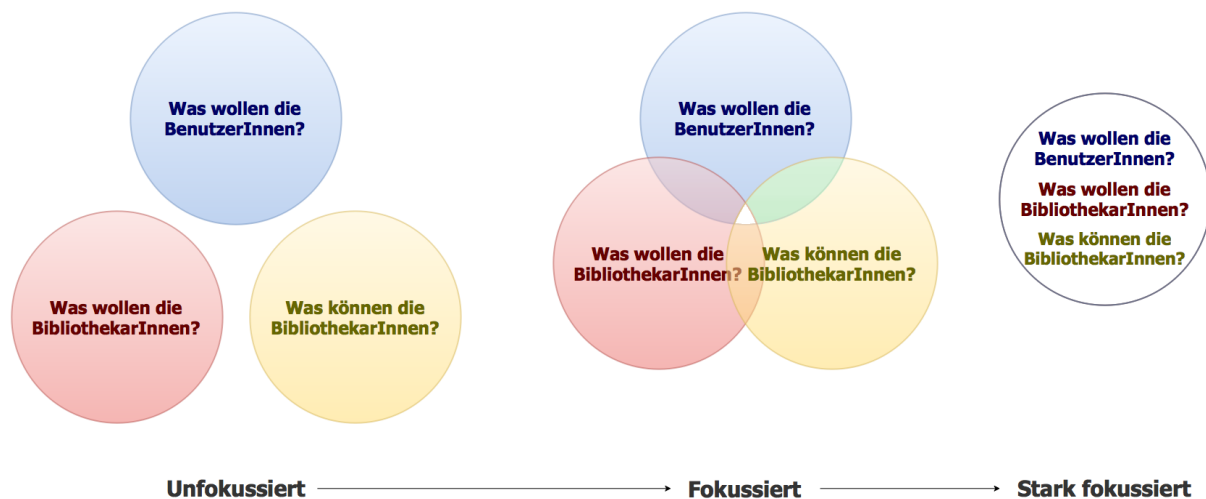 Was wollen die
BenutzerInnen?
Was wollen die
BibliothekarInnen?
Was können die
BibliothekarInnen?
Was wollen die
BenutzerInnen?
Was wollen die
BibliothekarInnen?
Was können die
BibliothekarInnen?
Was wollen die
BenutzerInnen?
Was wollen die
BibliothekarInnen?
Was können die
BibliothekarInnen?
Unfokussiert
Fokussiert
Stark fokussiert